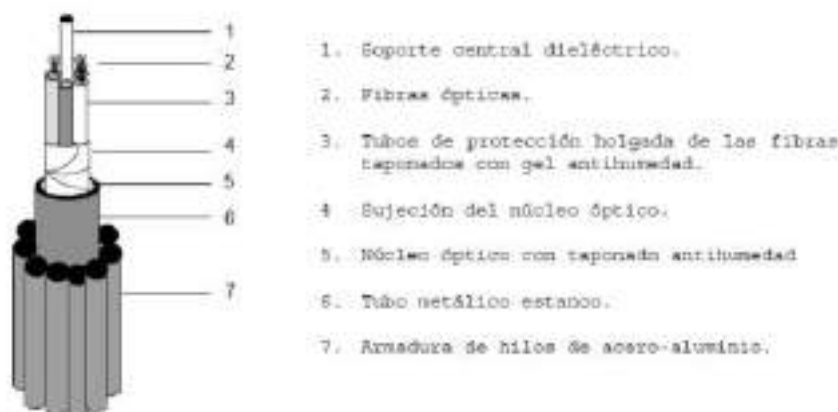 1
2
3
4
5
6
7
1. Soporte central dieléctrico.
2. Fibras ópticas.
3. Tubos de protección holgada de las fibras
taponados con gel antihumedad.
4 Sujeción del núcleo óptico.
5. Núcleo óptico con taponado antihumedad
6. Tubo metálico estanco.
7. Armadura de hilos de acero-aluminio.